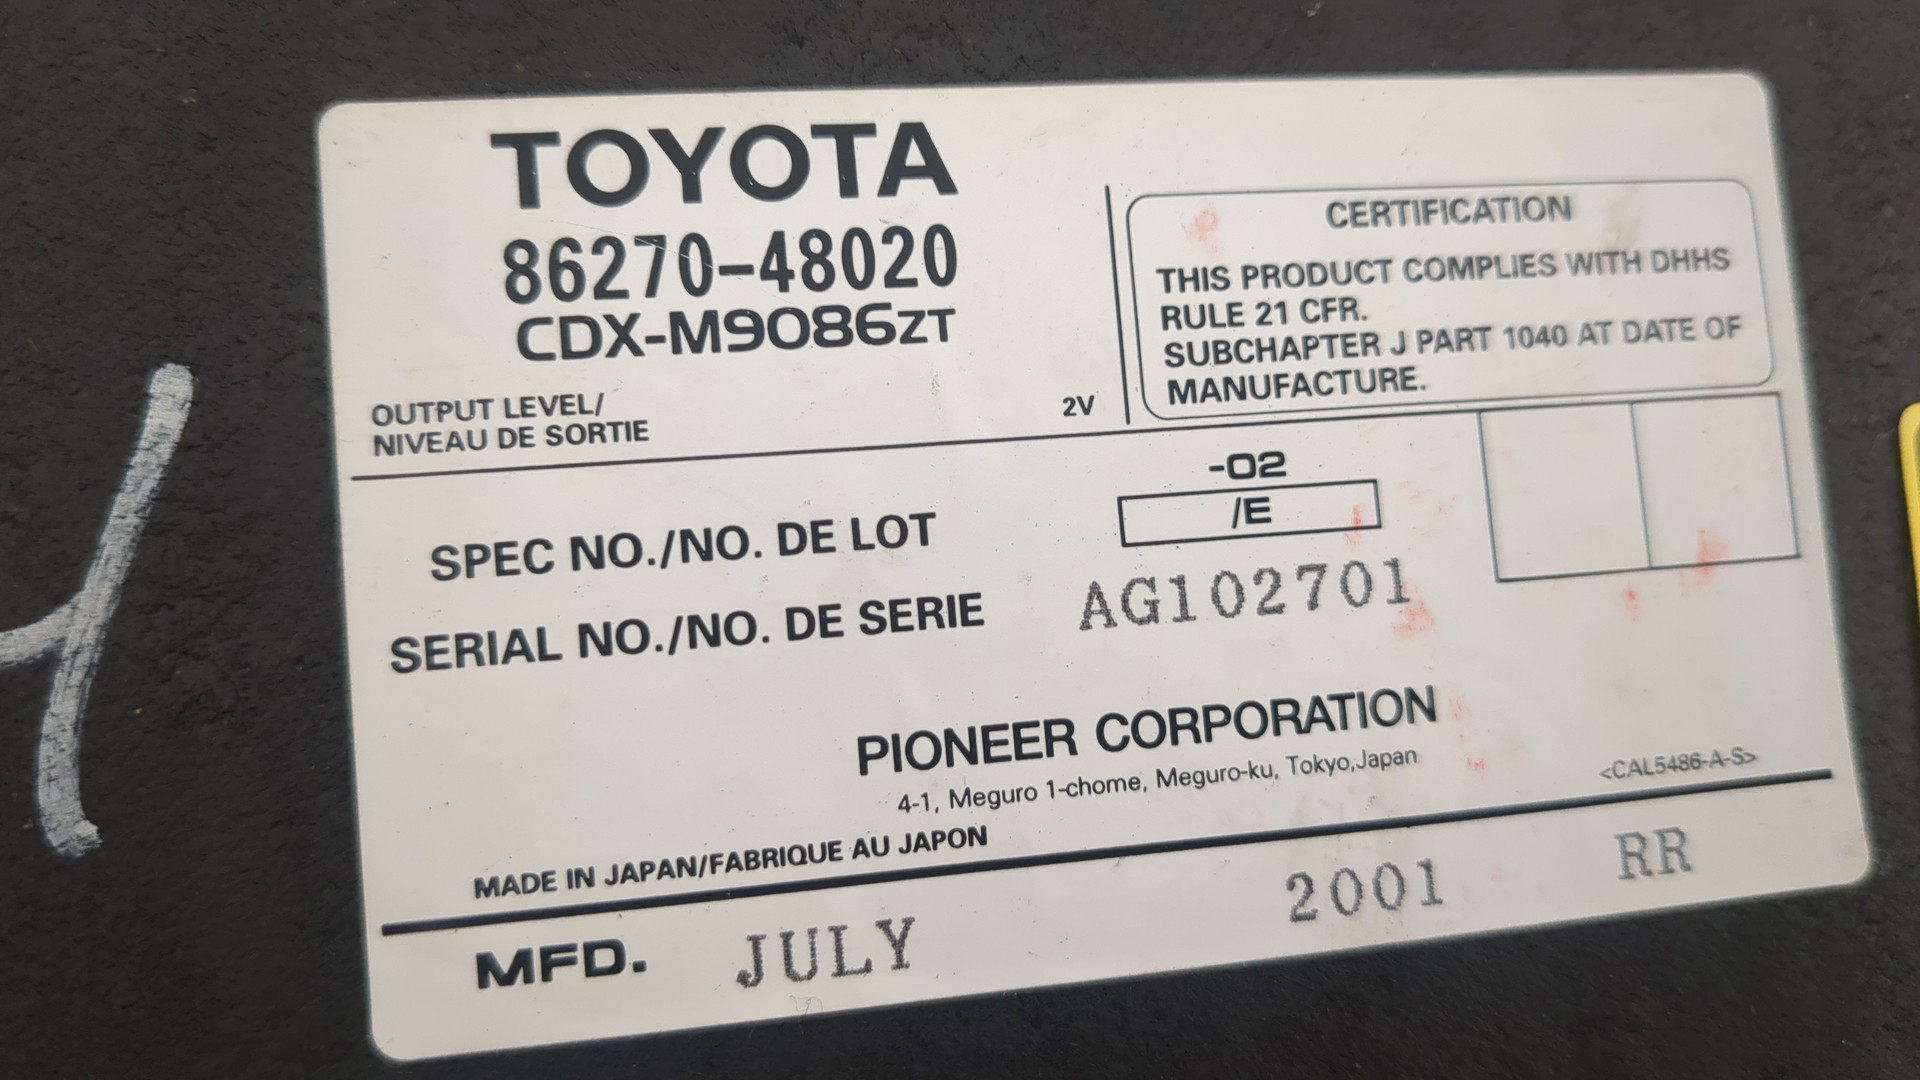 TOYOTA
86270-48020
CDX-M9086ZT
OUTPUT LEVEL/
NIVEAU DE SORTIE
2V
CERTIFICATION
THIS PRODUCT COMPLIES WITH DHHS
RULE 21 CFR.
SUBCHAPTER J PART 1040 AT DATE OF
MANUFACTURE.
-02
SPEC NO./NO. DE LOT /E
SERIAL NO./NO. DE SERIE AG102701
PIONEER CORPORATION
4-1, Meguro 1-chome, Meguro-ku, Tokyo,Japan
<CAL5486-A-S>
MADE IN JAPAN/FABRIQUE AU JAPON
MFD. JULY 2001 RR